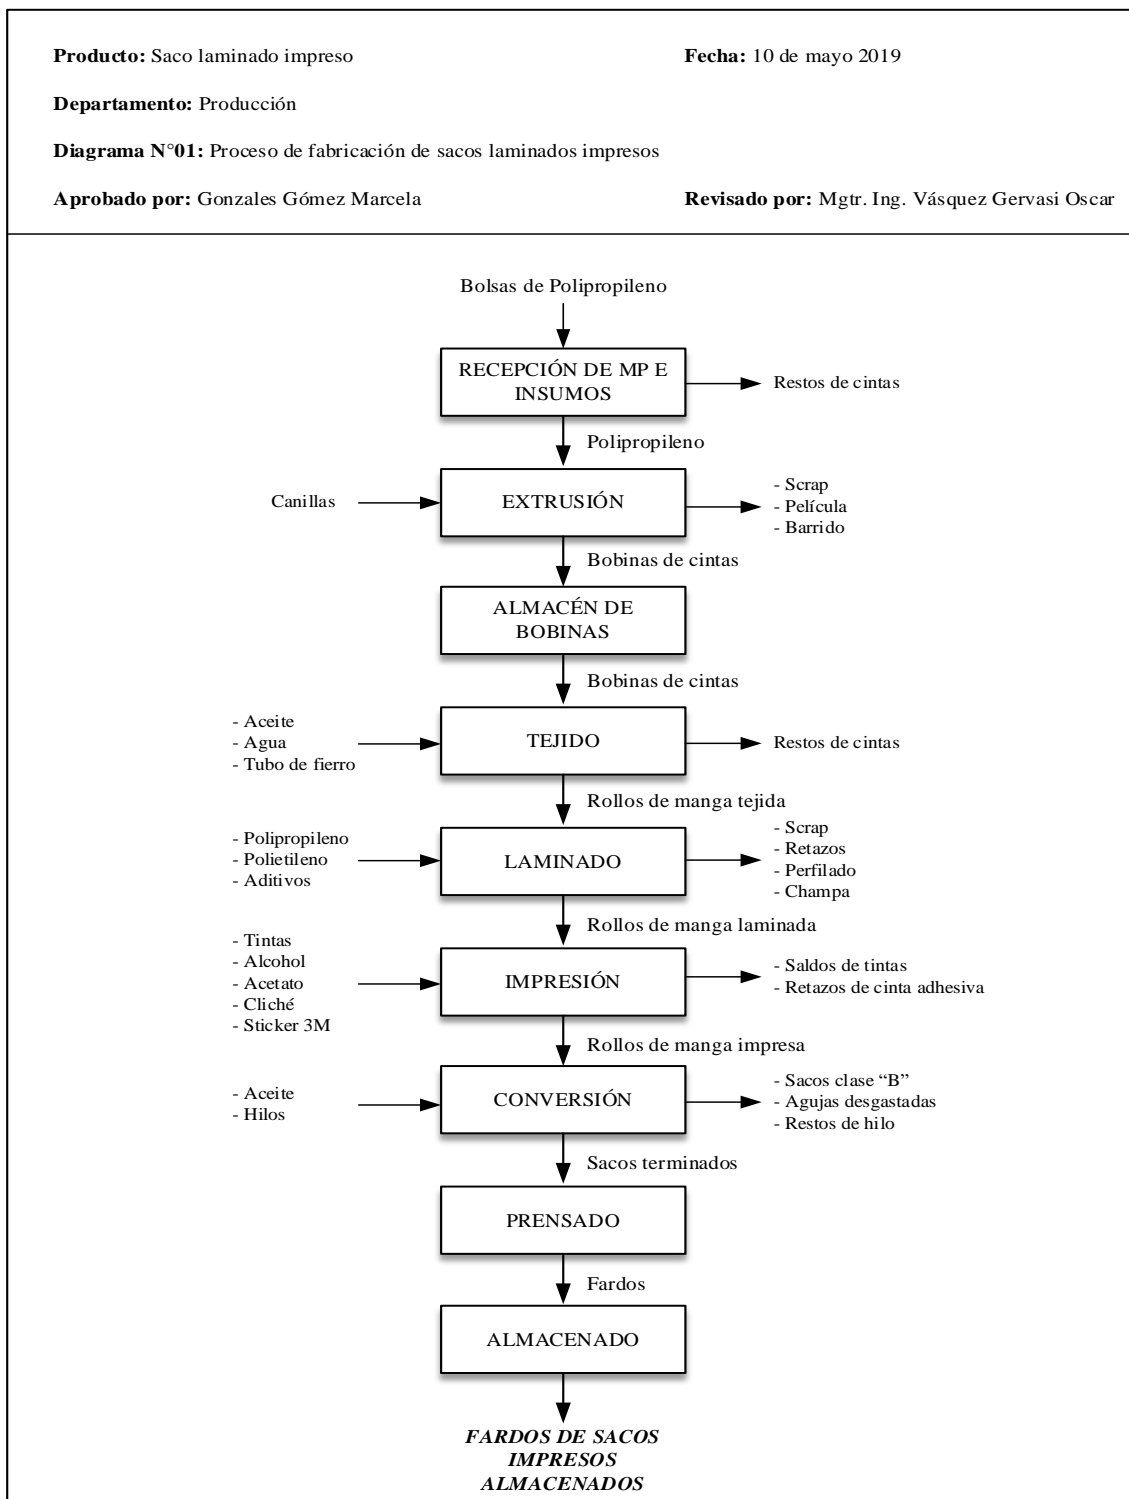 Producto: Saco laminado impreso
Fecha: 10 de mayo 2019
Departamento: Producción
Diagrama N°01: Proceso de fabricación de sacos laminados impresos
Aprobado por: Gonzales Gómez Marcela
Revisado por: Mgtr. Ing. Vásquez Gervasi Oscar
Bolsas de Polipropileno
RECEPCIÓN DE MP E
INSUMOS
Restos de cintas
Polipropileno
Canillas
EXTRUSIÓN
- Scrap
- Película
- Barrido
Bobinas de cintas
ALMACÉN DE
BOBINAS
Bobinas de cintas
- Aceite
- Agua
- Tubo de fierro
TEJIDO
Restos de cintas
Rollos de manga tejida
- Polipropileno
- Polietileno
- Aditivos
LAMINADO
- Scrap
- Retazos
- Perfilado
- Champa
Rollos de manga laminada
- Tintas
- Alcohol
- Acetato
- Cliché
- Sticker 3M
IMPRESIÓN
- Saldos de tintas
- Retazos de cinta adhesiva
Rollos de manga impresa
- Aceite
- Hilos
CONVERSIÓN
- Sacos clase “B”
- Agujas desgastadas
- Restos de hilo
Sacos terminados
PRENSADO
Fardos
ALMACENADO
FARDOS DE SACOS
IMPRESOS
ALMACENADOS